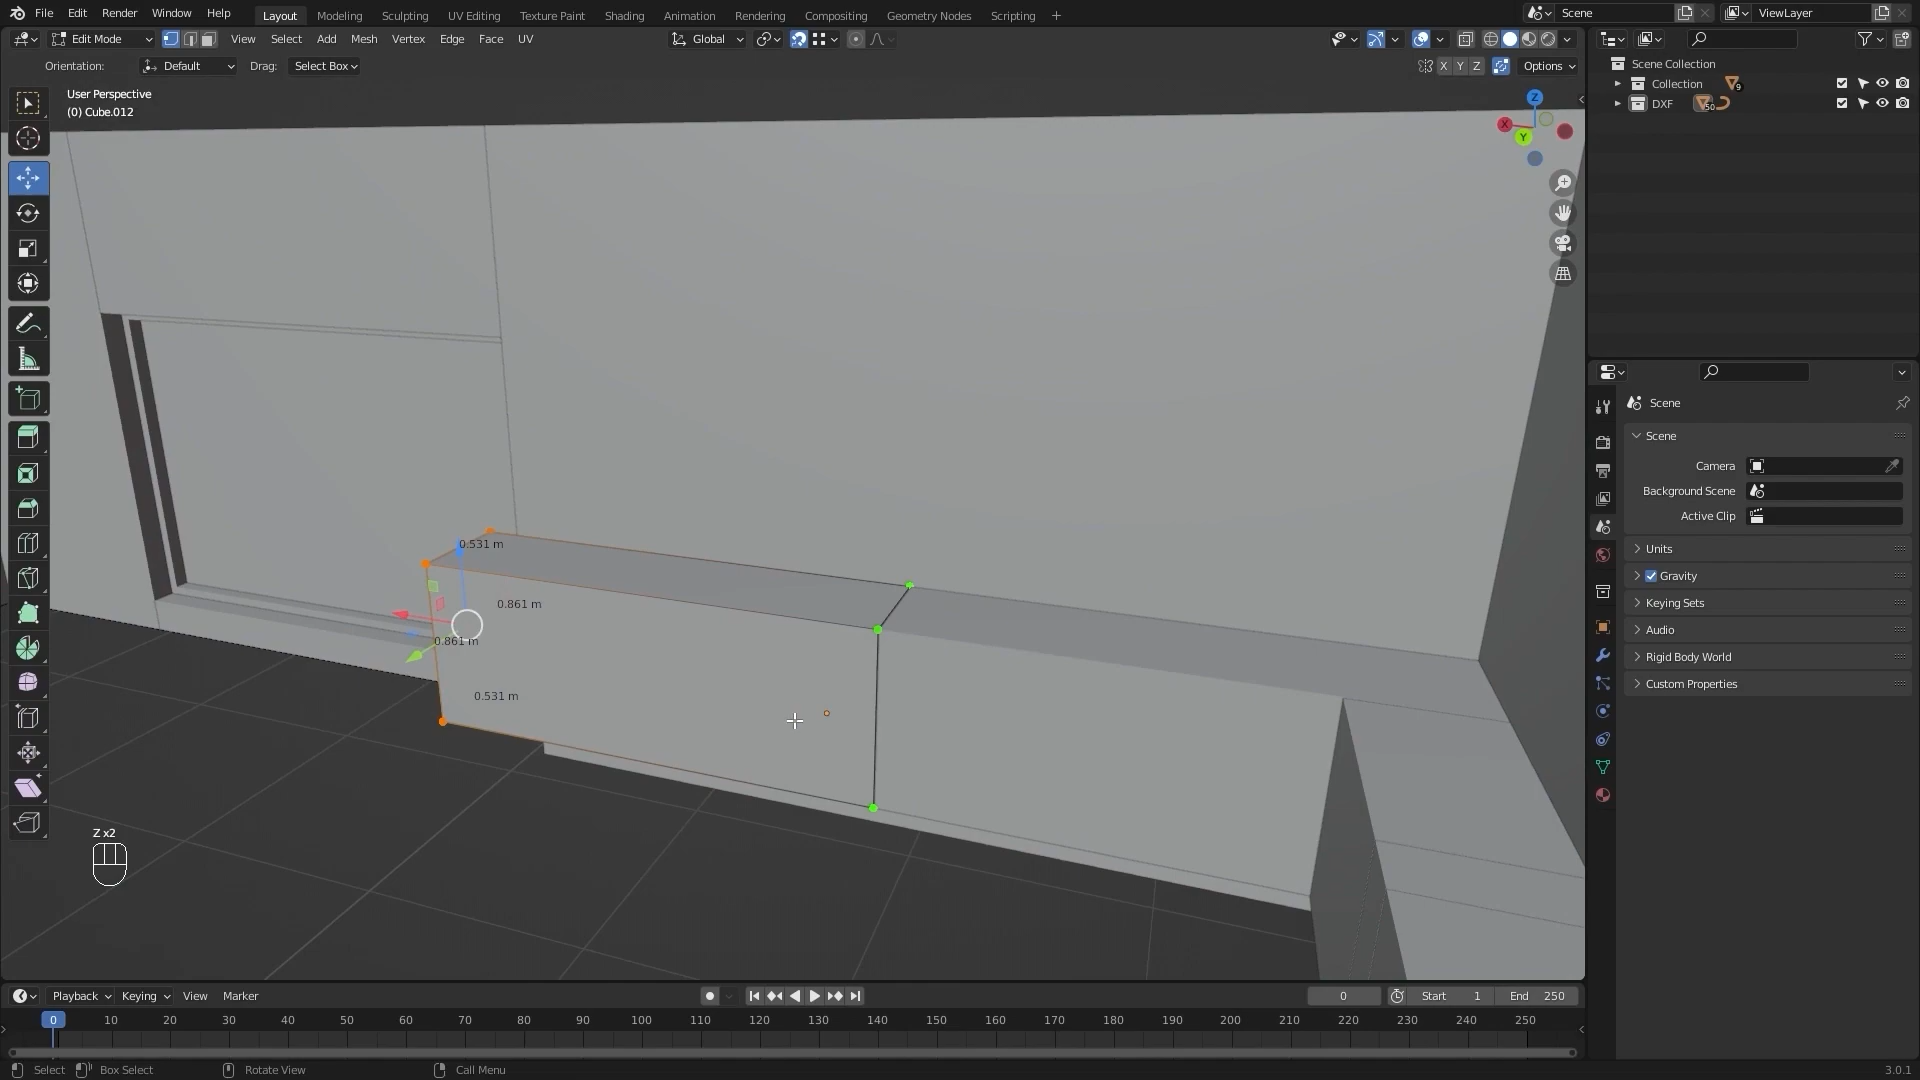 File Edit Render Window Help Layout Modeling Sculpting UV Editing Texture Paint Shading Animation Rendering Compositing Geometry Nodes Scripting + Scene ViewLayer
Edit Mode View Select Add Mesh Vertex Edge Face UV Global
Orientation: Default Drag: Select Box X Y Z Options
User Perspective
(0) Cube.012
Z
X
Y
0.531 m
0.861 m
0.861 m
0.531 m
Z x2
Scene Collection
Collection 9
DXF 50
Scene
Scene
Camera
Background Scene
Active Clip
Units
Gravity
Keying Sets
Audio
Rigid Body World
Custom Properties
Playback Keying View Marker 0 Start 1 End 250
0 10 20 30 40 50 60 70 80 90 100 110 120 130 140 150 160 170 180 190 200 210 220 230 240 250
Select Box Select Rotate View Call Menu 3.0.1